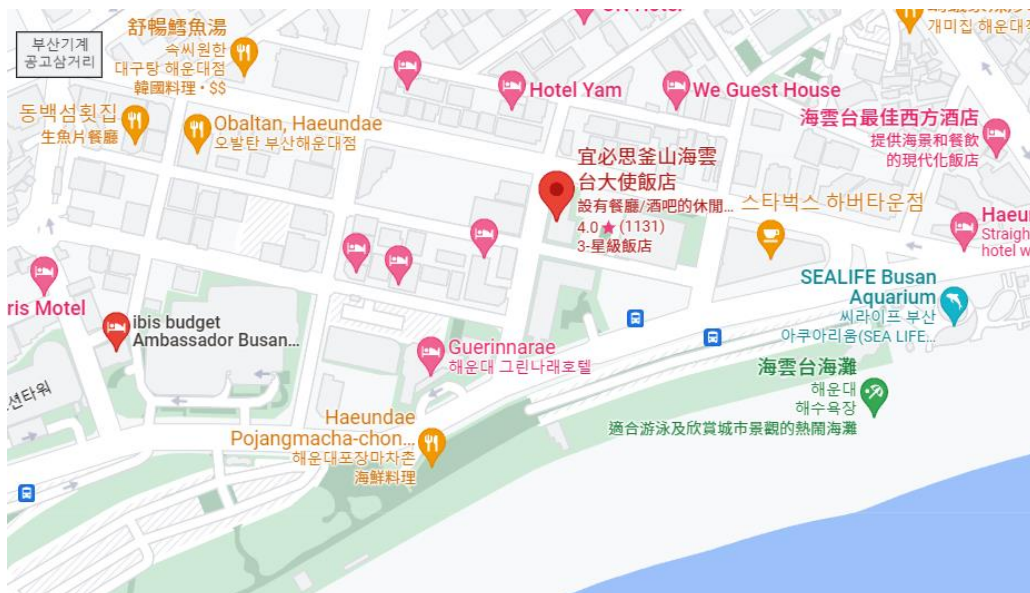 부산기계
공고삼거리
舒暢鱈魚湯
속씨원한
대구탕 해운대점
韓國料理・$$
개미집 해운대
Hotel Yam
We Guest House
海雲台最佳西方酒店
提供海景和餐飲
的現代化飯店
동백섬횟집
生魚片餐廳
Obaltan, Haeundae
오발탄 부산해운대점
宜必思釜山海雲
台大使飯店
設有餐廳/酒吧的休閒...
4.0★(1131)
3-星級飯店
스타벅스 하버타운점
Haeu
Straigh
hotel w
SEALIFE Busan
Aquarium
씨라이프 부산
아쿠아리움(SEA LIFE...
ris Motel
ibis budget
Ambassador Busan...
Guerinnarae
해운대 그린나래호텔
海雲台海灘
해운대
해수욕장
適合游泳及欣賞城市景觀的熱鬧海灘
션타워
Haeundae
Pojangmacha-chon...
해운대포장마차촌
海鮮料理